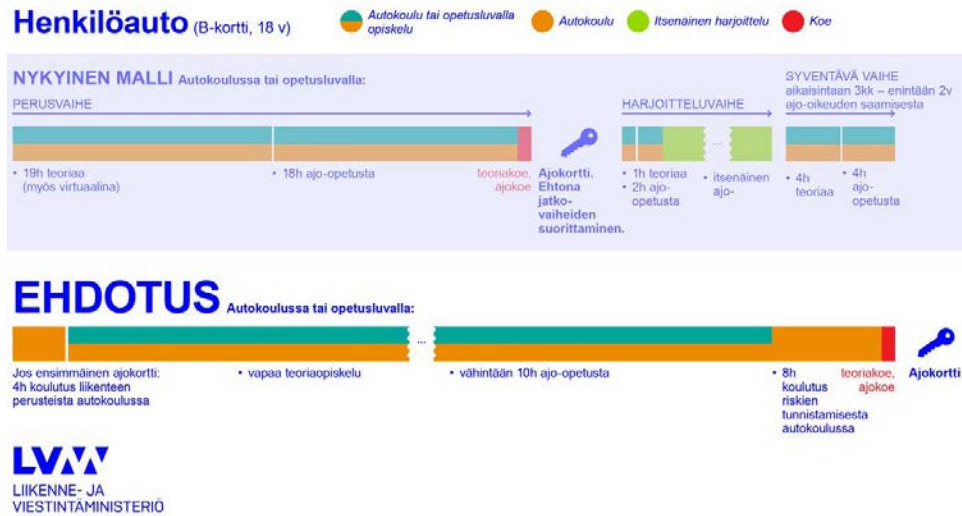 Henkilöauto (B-kortti, 18 v)
Autokoulu tai opetusluvalla
opiskelu
Autokoulu
Itsenäinen harjoittelu
Koe
NYKYINEN MALLI Autokoulussa tai opetusluvalla:
PERUSVAIHE
• 19h teoriaa
(myös virtuaalina)
• 18h ajo-opetusta
teoriakoe,
ajokoe
Ajokortti.
Ehtona
jatko-
vaiheiden
suorittaminen.
HARJOITTELUVAIHE
...
• 1h teoriaa
• 2h ajo-
opetusta
• itsenäinen
ajo-
SYVENTÄVÄ VAIHE
aikaisintaan 3kk – enintään 2v
ajo-oikeuden saamisesta
• 4h
teoriaa
• 4h
ajo-
opetusta
EHDOTUS Autokoulussa tai opetusluvalla:
...
Jos ensimmäinen ajokortti:
4h koulutus liikenteen
perusteista autokoulussa
• vapaa teoriaopiskelu
• vähintään 10h ajo-opetusta
• 8h
koulutus
riskien
tunnistamisesta
autokoulussa
teoriakoe,
ajokoe
Ajokortti
LVM
LIIKENNE- JA
VIESTINTÄMINISTERIÖ